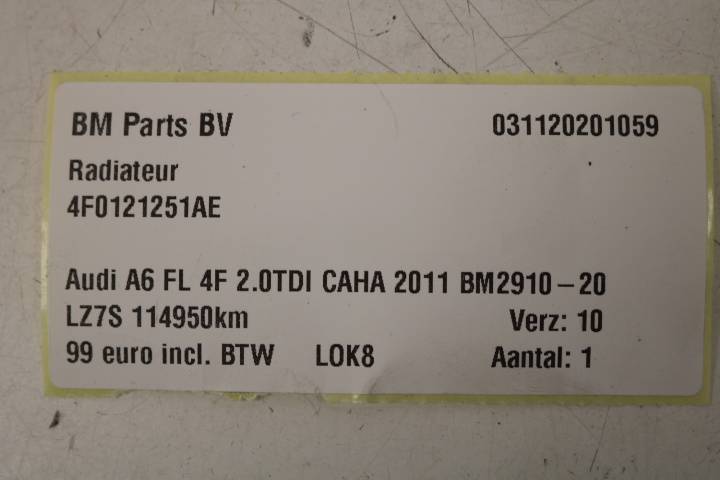 BM Parts BV 031120201059
Radiateur
4F0121251AE
Audi A6 FL 4F 2.0TDI CAHA 2011 BM2910-20
LZ7S 114950km Verz: 10
99 euro incl. BTW LOK8 Aantal: 1